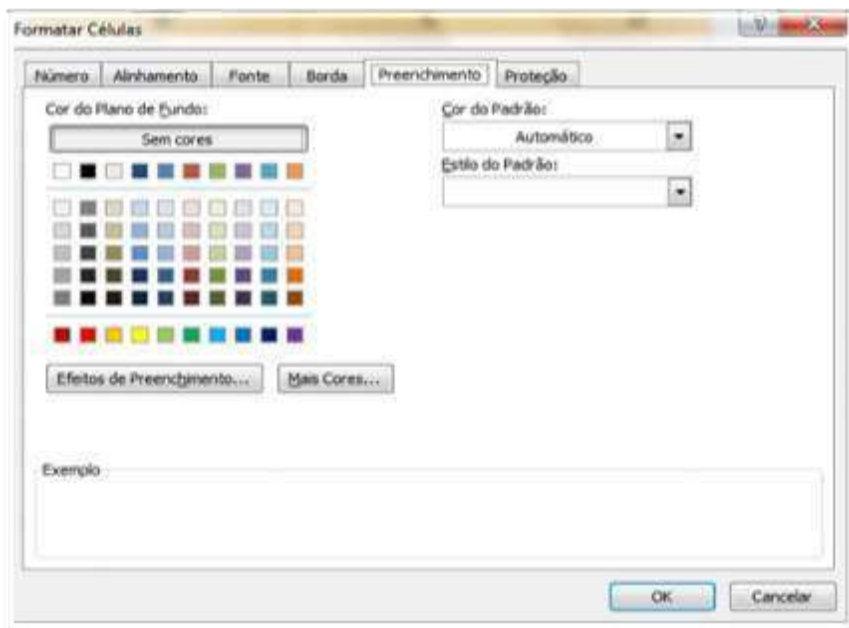 Formatar Células
Número Alinhamento Fonte Borda Preenchimento Proteção
Cor do Plano de Fundo:
Sem cores
Cor do Padrão:
Automático
Estilo do Padrão:
Efeitos de Preenchimento... Mais Cores...
Exemplo
OK Cancelar